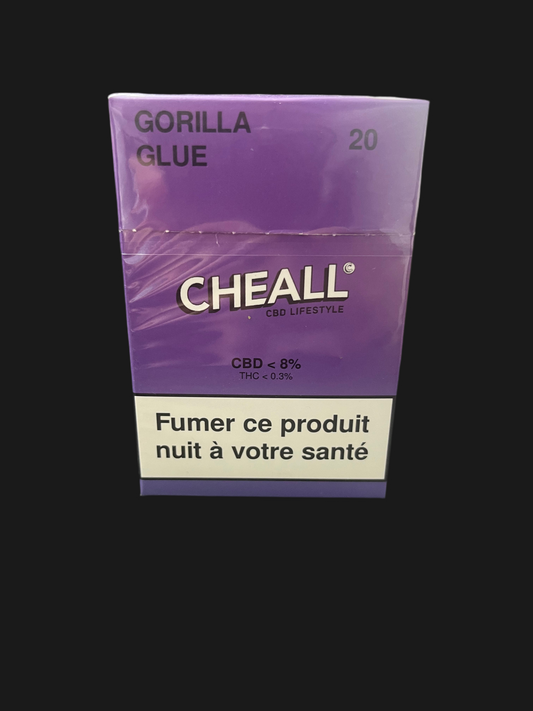 GORILLA
GLUE
20
CHEALL
CBD LIFESTYLE
CBD < 8%
THC < 0.3%
Fumer ce produit
nuit à votre santé